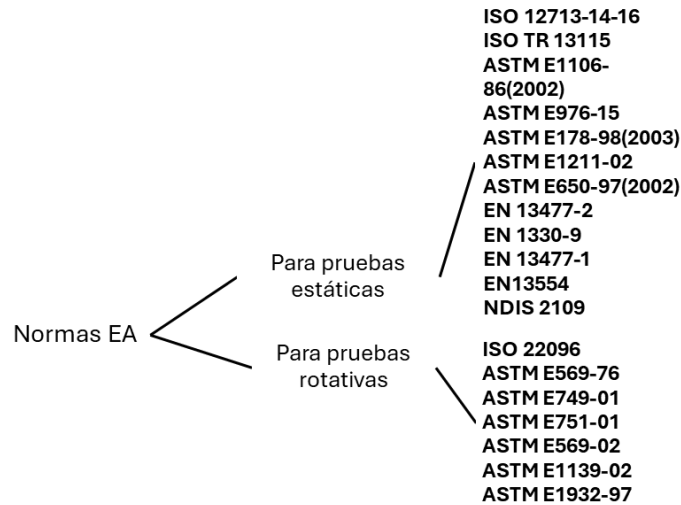 Normas EA
Para pruebas
estáticas
ISO 12713-14-16
ISO TR 13115
ASTM E1106-
86(2002)
ASTM E976-15
ASTM E178-98(2003)
ASTM E1211-02
ASTM E650-97(2002)
EN 13477-2
EN 1330-9
EN 13477-1
EN13554
NDIS 2109
Para pruebas
rotativas
ISO 22096
ASTM E569-76
ASTM E749-01
ASTM E751-01
ASTM E569-02
ASTM E1139-02
ASTM E1932-97